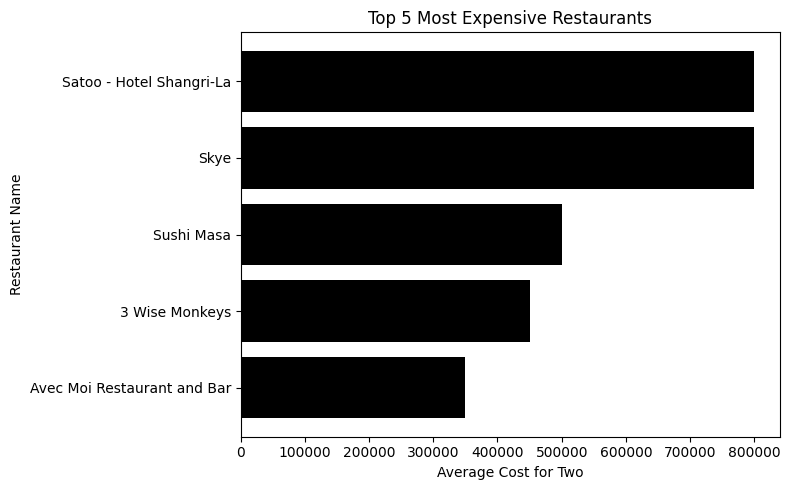 Top 5 Most Expensive Restaurants
Restaurant Name
Satoo - Hotel Shangri-La
Skye
Sushi Masa
3 Wise Monkeys
Avec Moi Restaurant and Bar
0 100000 200000 300000 400000 500000 600000 700000 800000
Average Cost for Two